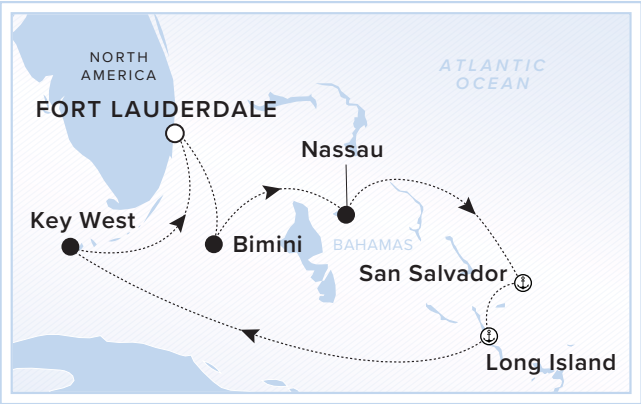 NORTH
AMERICA
ATLANTIC
OCEAN
FORT LAUDERDALE
Nassau
Key West
Bimini
BAHAMAS
San Salvador
Long Island